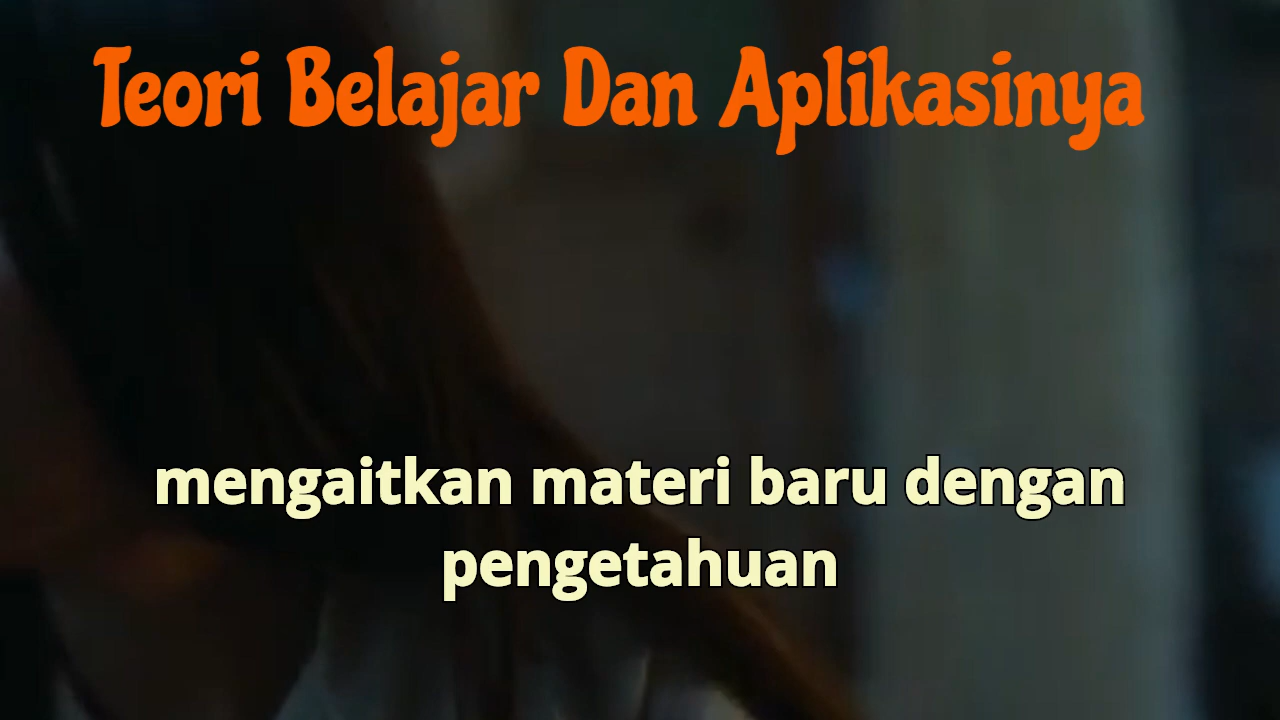 Teori Belajar Dan Aplikasinya
mengaitkan materi baru dengan
pengetahuan